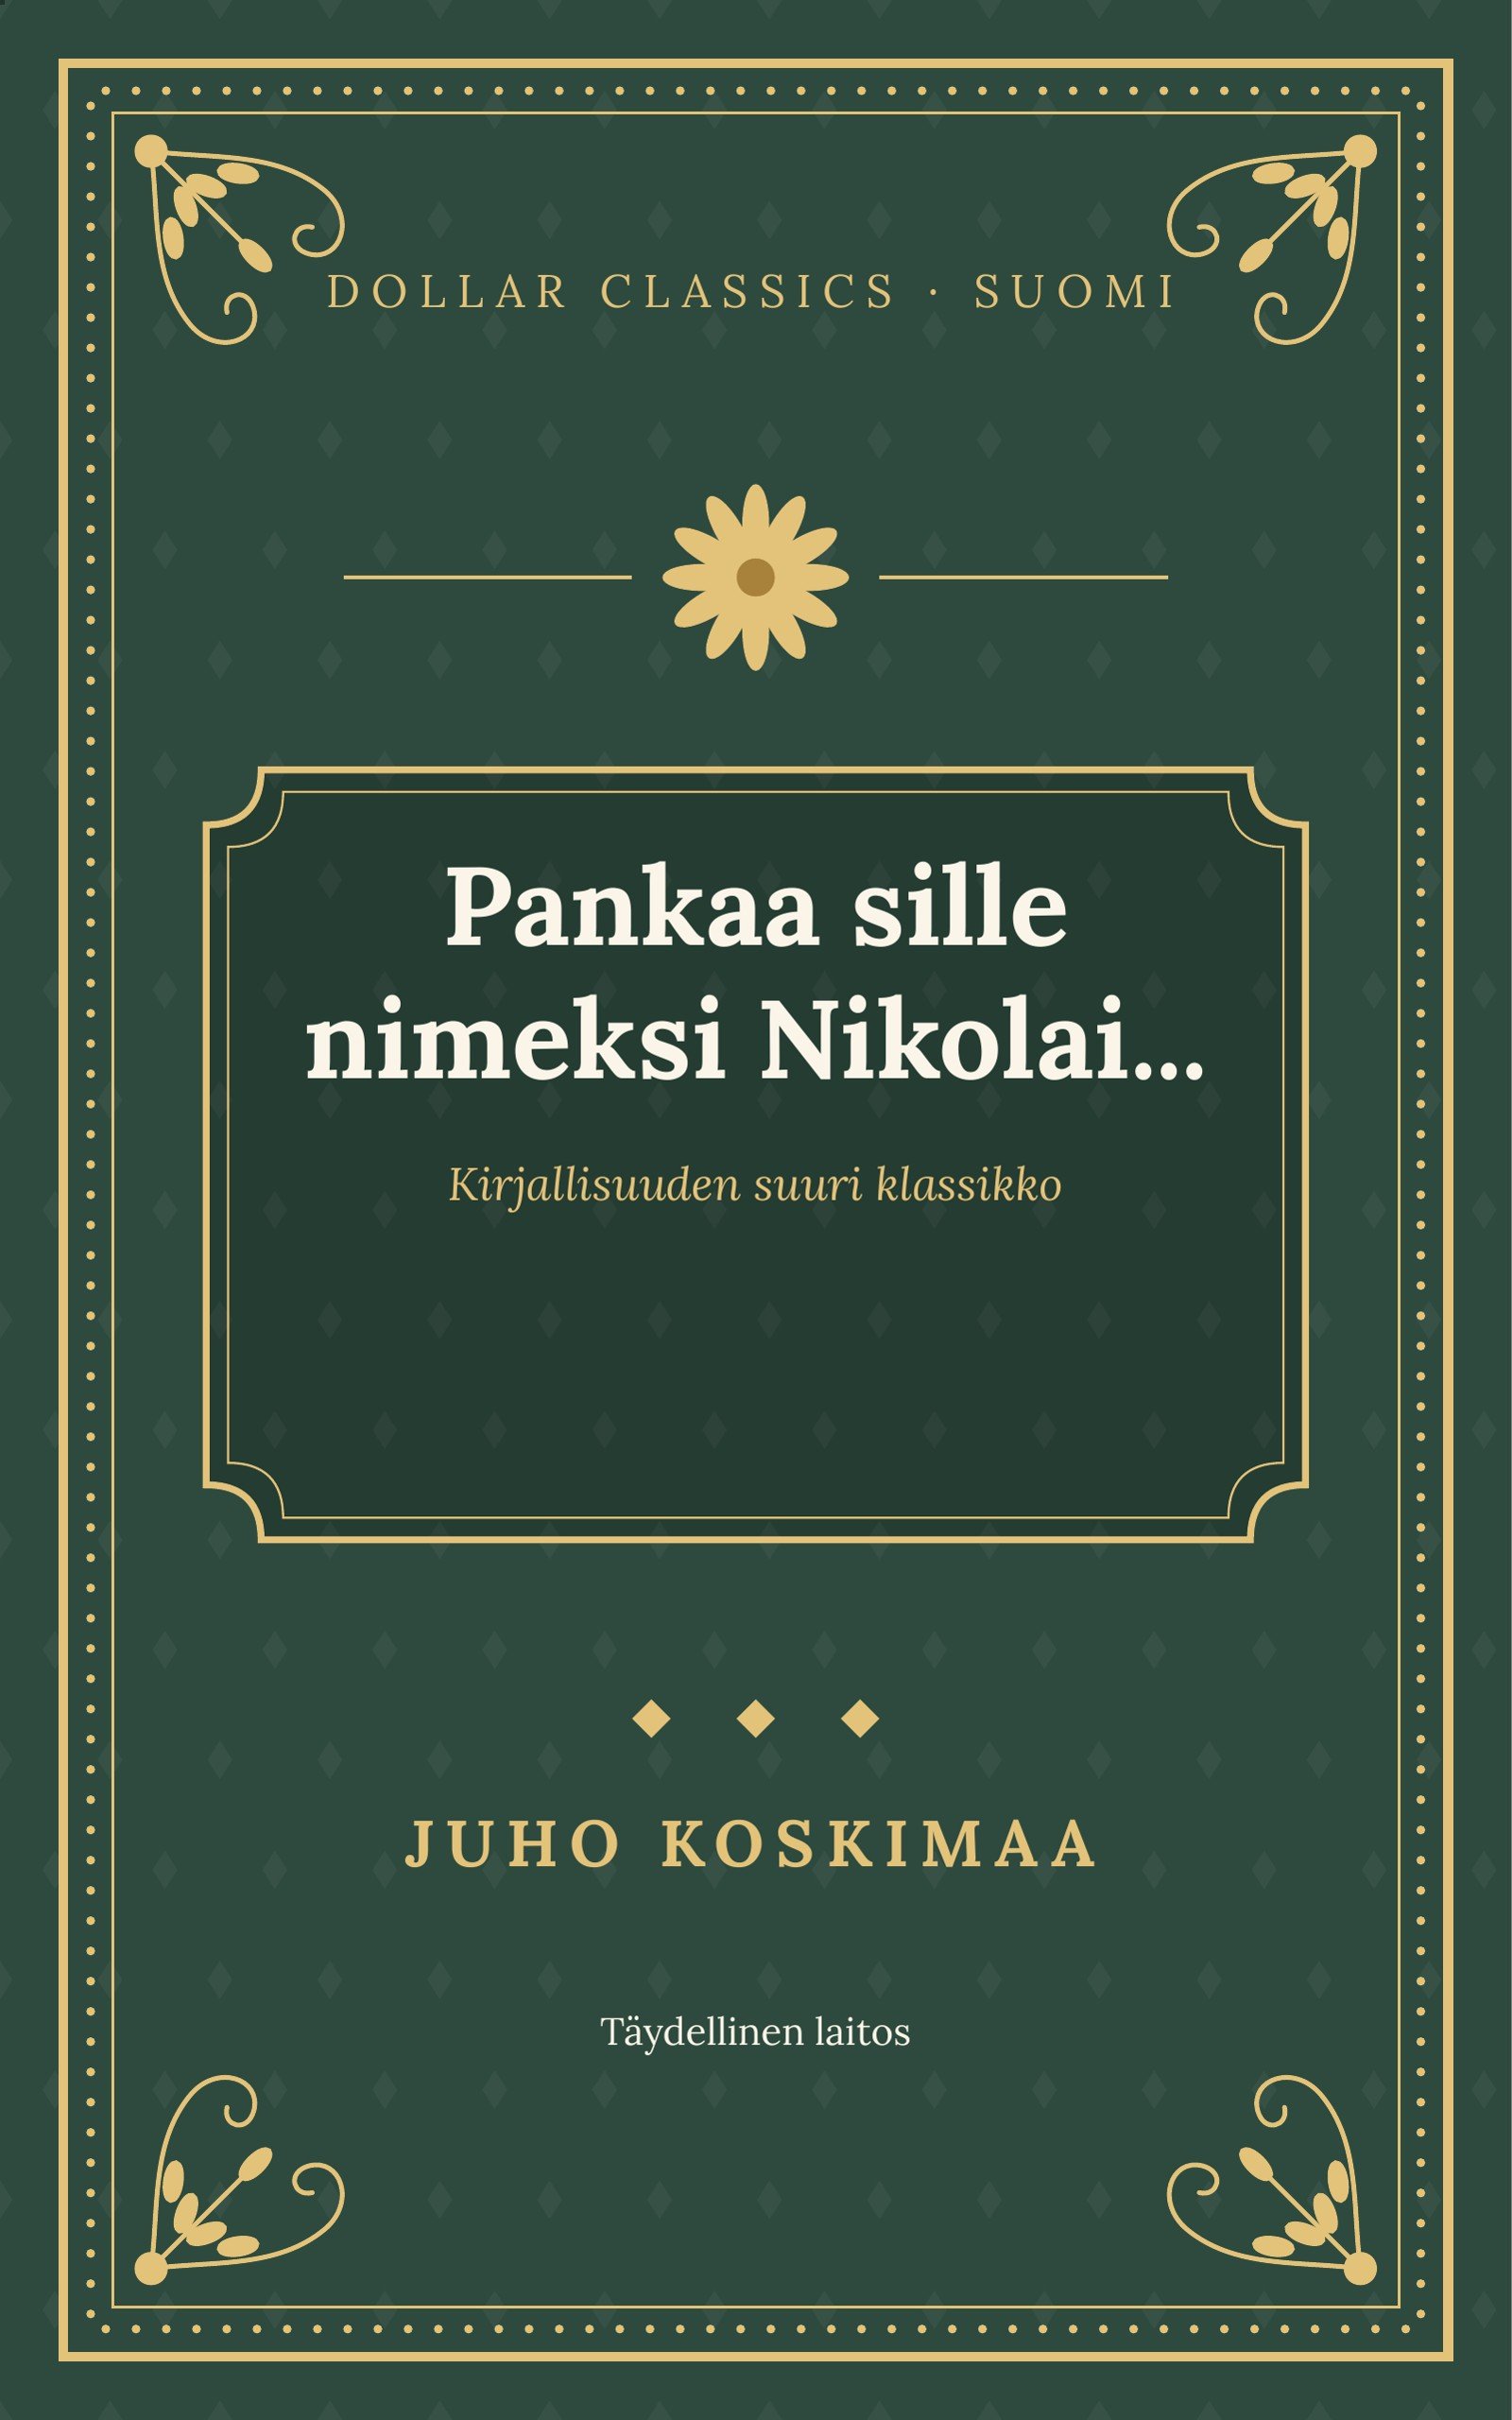 DOLLAR CLASSICS · SUOMI
Pankaa sille
nimeksi Nikolai...
Kirjallisuuden suuri klassikko
JUHO KOSKIMAA
Täydellinen laitos